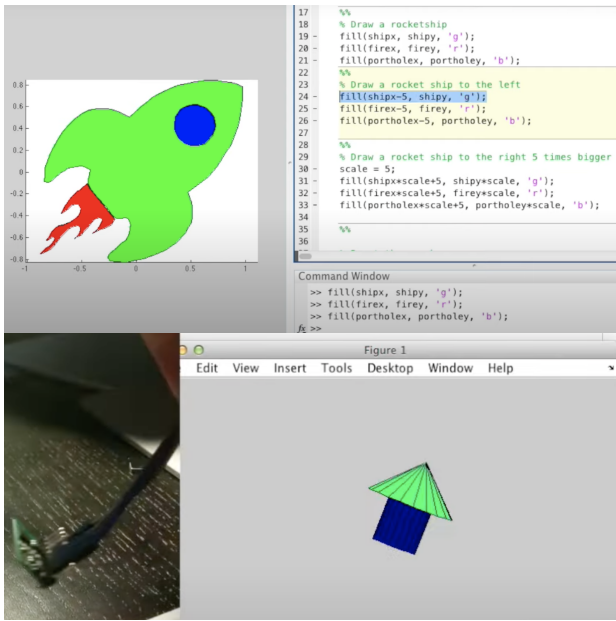 0.8
0.6
0.4
0.2
0
-0.2
-0.4
-0.6
-0.8
-1 -0.5 0 0.5 1
17 %%
18 % Draw a rocketship
19 - fill(shipx, shipy, 'g');
20 - fill(firex, firey, 'r');
21 - fill(portholex, portholey, 'b');
22 %%
23 % Draw a rocket ship to the left
24 - fill(shipx-5, shipy, 'g');
25 - fill(firex-5, firey, 'r');
26 - fill(portholex-5, portholey, 'b');
27
28 %%
29 % Draw a rocket ship to the right 5 times bigger
30 - scale = 5;
31 - fill(shipx*scale+5, shipy*scale, 'g');
32 - fill(firex*scale+5, firey*scale, 'r');
33 - fill(portholex*scale+5, portholey*scale, 'b');
34
35 %%
36
Command Window
>> fill(shipx, shipy, 'g');
>> fill(firex, firey, 'r');
>> fill(portholex, portholey, 'b');
fx >>
Figure 1
Edit View Insert Tools Desktop Window Help